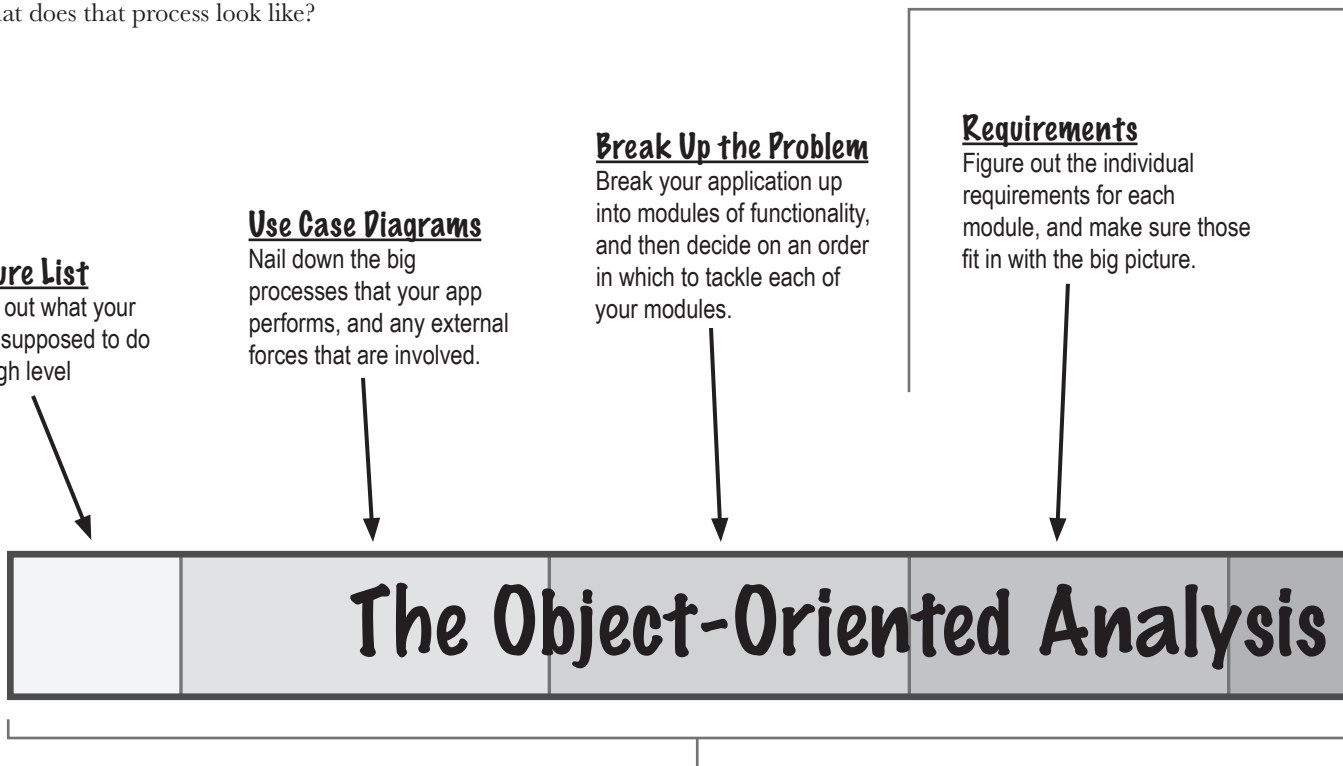 at does that process look like?
ure List
out what your
supposed to do
gh level
Use Case Diagrams
Nail down the big
processes that your app
performs, and any external
forces that are involved.
Break Up the Problem
Break your application up
into modules of functionality,
and then decide on an order
in which to tackle each of
your modules.
Requirements
Figure out the individual
requirements for each
module, and make sure those
fit in with the big picture.
The Object-Oriented Analysis